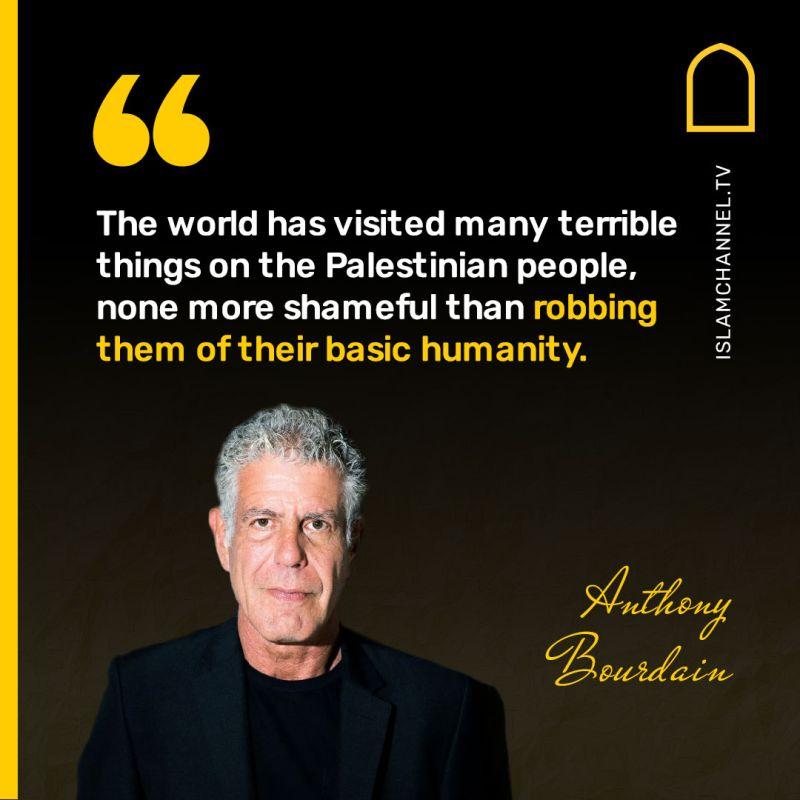 “
The world has visited many terrible
things on the Palestinian people,
none more shameful than robbing
them of their basic humanity.
ISLAMCHANNEL.TV
Anthony
Bourdain